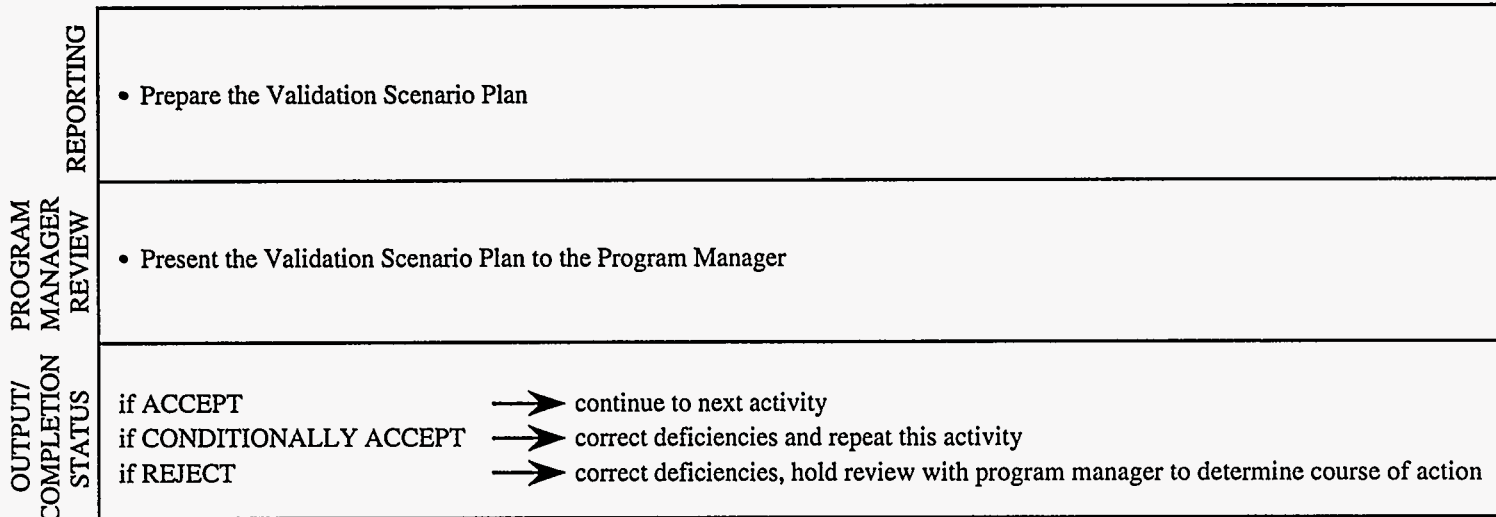 REPORTING
• Prepare the Validation Scenario Plan
PROGRAM
MANAGER
REVIEW
• Present the Validation Scenario Plan to the Program Manager
OUTPUT/
COMPLETION
STATUS
if ACCEPT → continue to next activity
if CONDITIONALLY ACCEPT → correct deficiencies and repeat this activity
if REJECT → correct deficiencies, hold review with program manager to determine course of action